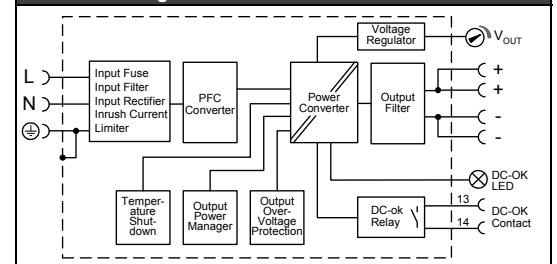 Voltage
Regulator
V OUT
L
N
Input Fuse
Input Filter
Input Rectifier
Inrush Current
Limiter
PFC
Converter
Power
Converter
Output
Filter
+
+
-
-
Temper-
ature
Shut-
down
Output
Power
Manager
Output
Over-
Voltage
Protection
DC-ok
Relay
DC-OK
LED
13
14
DC-OK
Contact